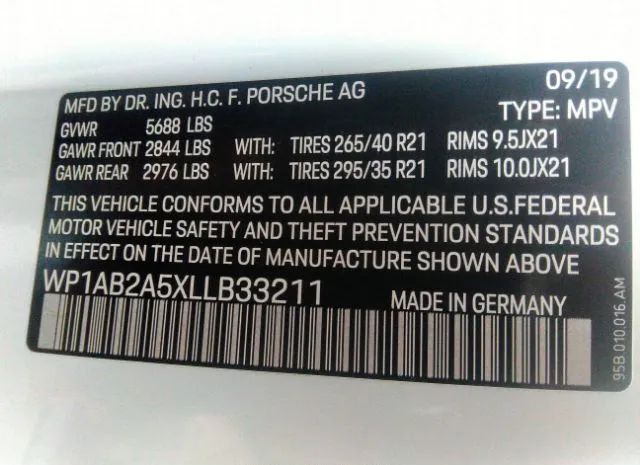 09/19
MFD BY DR. ING. H.C. F. PORSCHE AG
TYPE: MPV
GVWR 5688 LBS
GAWR FRONT 2844 LBS WITH: TIRES 265/40 R21 RIMS 9.5JX21
GAWR REAR 2976 LBS WITH: TIRES 295/35 R21 RIMS 10.0JX21
THIS VEHICLE CONFORMS TO ALL APPLICABLE U.S.FEDERAL
MOTOR VEHICLE SAFETY AND THEFT PREVENTION STANDARDS
IN EFFECT ON THE DATE OF MANUFACTURE SHOWN ABOVE
WP1AB2A5XLLB33211 MADE IN GERMANY
95B 010.016.AM